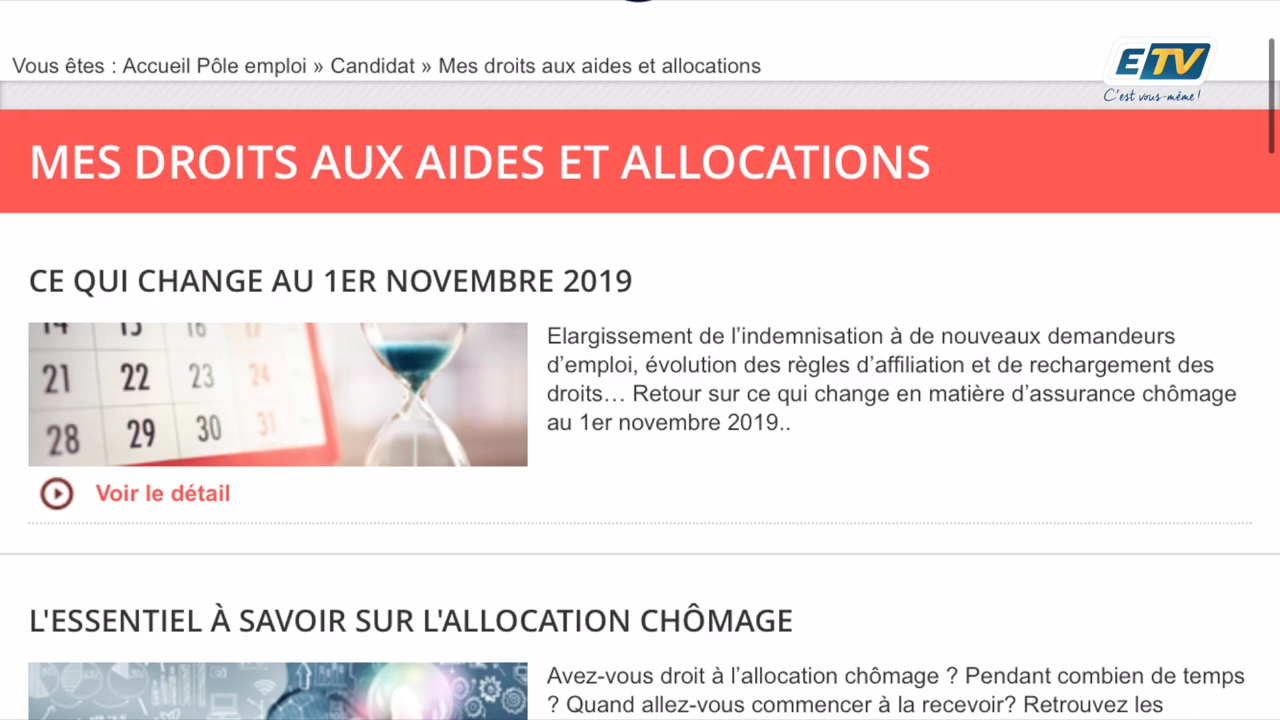 Vous êtes : Accueil Pôle emploi » Candidat » Mes droits aux aides et allocations
ETV
C'est vous-même !
MES DROITS AUX AIDES ET ALLOCATIONS
CE QUI CHANGE AU 1ER NOVEMBRE 2019
14 15 16 17
21 22 23 24
28 29 30 31
Elargissement de l’indemnisation à de nouveaux demandeurs
d’emploi, évolution des règles d’affiliation et de rechargement des
droits… Retour sur ce qui change en matière d’assurance chômage
au 1er novembre 2019..
Voir le détail
L'ESSENTIEL À SAVOIR SUR L'ALLOCATION CHÔMAGE
Avez-vous droit à l’allocation chômage ? Pendant combien de temps
? Quand allez-vous commencer à la recevoir? Retrouvez les